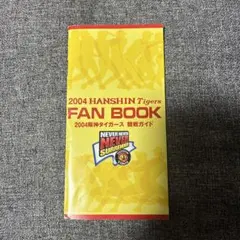 2004 HANSHIN Tigers
FAN BOOK
2004阪神タイガース 観戦ガイド
NEVER NEVER
NEVER
SURRENDER